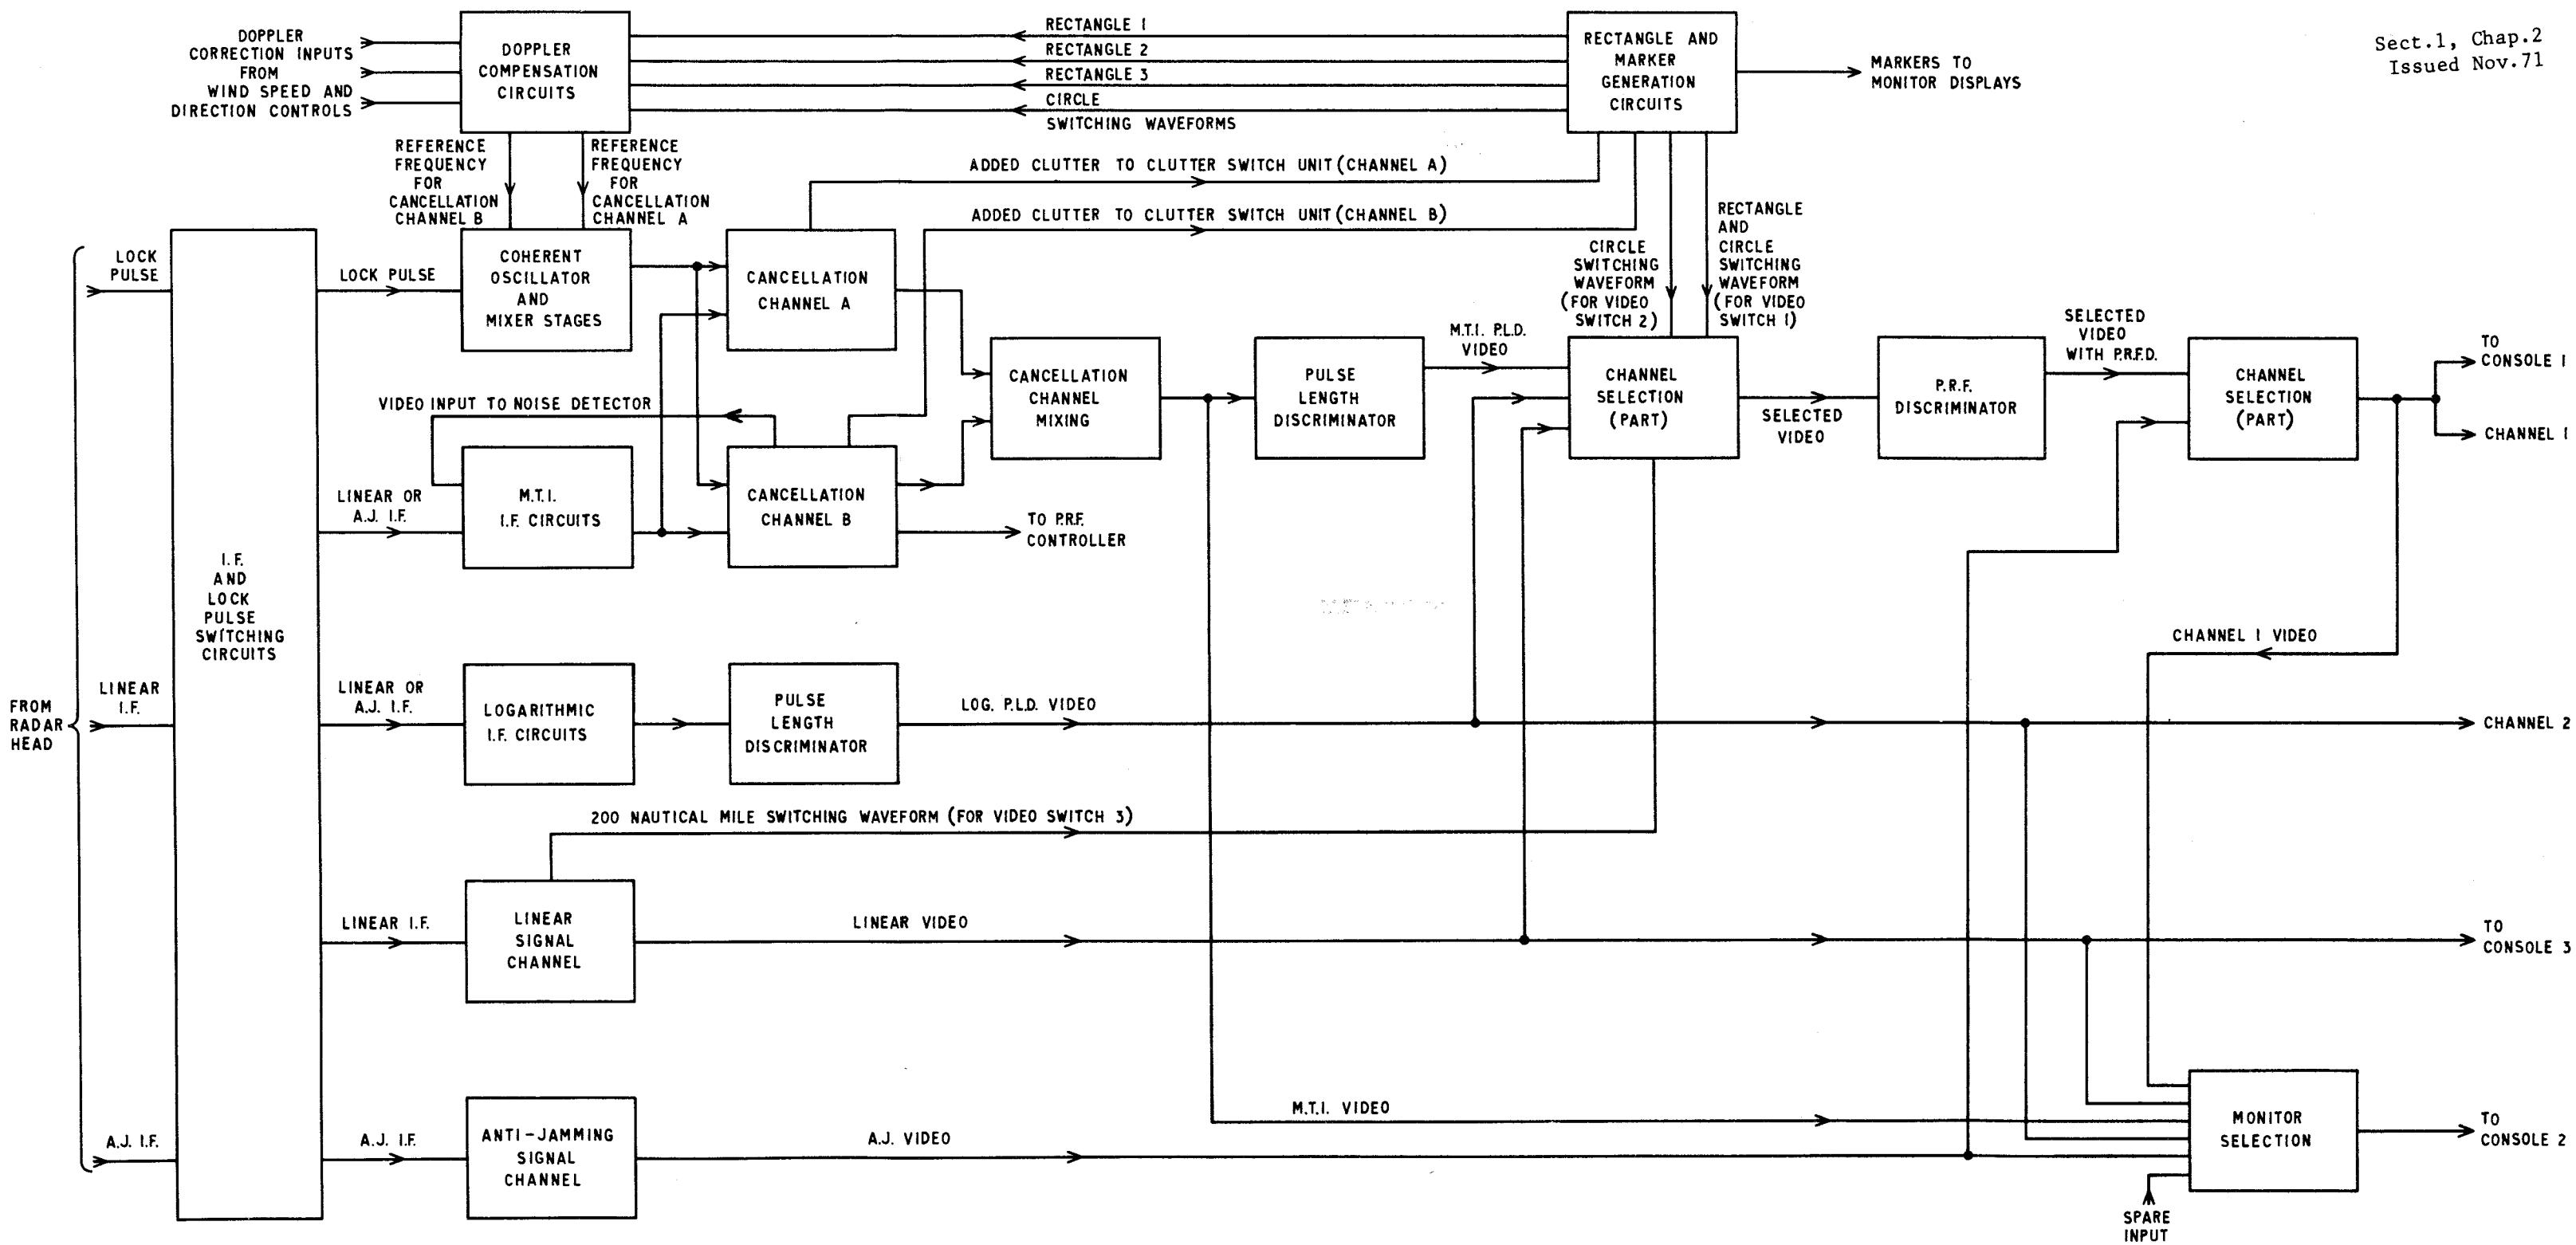 Sect.1, Chap.2
Issued Nov.71
DOPPLER
CORRECTION INPUTS
FROM
WIND SPEED AND
DIRECTION CONTROLS
DOPPLER
COMPENSATION
CIRCUITS
RECTANGLE 1
RECTANGLE 2
RECTANGLE 3
CIRCLE
SWITCHING WAVEFORMS
RECTANGLE AND
MARKER
GENERATION
CIRCUITS
MARKERS TO
MONITOR DISPLAYS
REFERENCE
FREQUENCY
FOR
CANCELLATION
CHANNEL B
REFERENCE
FREQUENCY
FOR
CANCELLATION
CHANNEL A
ADDED CLUTTER TO CLUTTER SWITCH UNIT (CHANNEL A)
ADDED CLUTTER TO CLUTTER SWITCH UNIT (CHANNEL B)
CIRCLE
SWITCHING
WAVEFORM
(FOR VIDEO
SWITCH 2)
RECTANGLE
AND
CIRCLE
SWITCHING
WAVEFORM
(FOR VIDEO
SWITCH 1)
FROM
RADAR
HEAD
LOCK
PULSE
LINEAR
I.F.
A.J. I.F.
I.F.
AND
LOCK
PULSE
SWITCHING
CIRCUITS
LOCK PULSE
COHERENT
OSCILLATOR
AND
MIXER STAGES
CANCELLATION
CHANNEL A
VIDEO INPUT TO NOISE DETECTOR
LINEAR OR
A.J. I.F.
M.T.I.
I.F. CIRCUITS
CANCELLATION
CHANNEL B
TO P.R.F.
CONTROLLER
CANCELLATION
CHANNEL
MIXING
PULSE
LENGTH
DISCRIMINATOR
M.T.I. P.L.D.
VIDEO
CHANNEL
SELECTION
(PART)
SELECTED
VIDEO
P.R.F.
DISCRIMINATOR
SELECTED
VIDEO
WITH P.R.F.D.
CHANNEL
SELECTION
(PART)
TO
CONSOLE 1
CHANNEL 1
CHANNEL 1 VIDEO
LINEAR OR
A.J. I.F.
LOGARITHMIC
I.F. CIRCUITS
PULSE
LENGTH
DISCRIMINATOR
LOG. P.L.D. VIDEO
CHANNEL 2
200 NAUTICAL MILE SWITCHING WAVEFORM (FOR VIDEO SWITCH 3)
LINEAR I.F.
LINEAR
SIGNAL
CHANNEL
LINEAR VIDEO
TO
CONSOLE 3
M.T.I. VIDEO
A.J. I.F.
ANTI-JAMMING
SIGNAL
CHANNEL
A.J. VIDEO
MONITOR
SELECTION
TO
CONSOLE 2
SPARE
INPUT